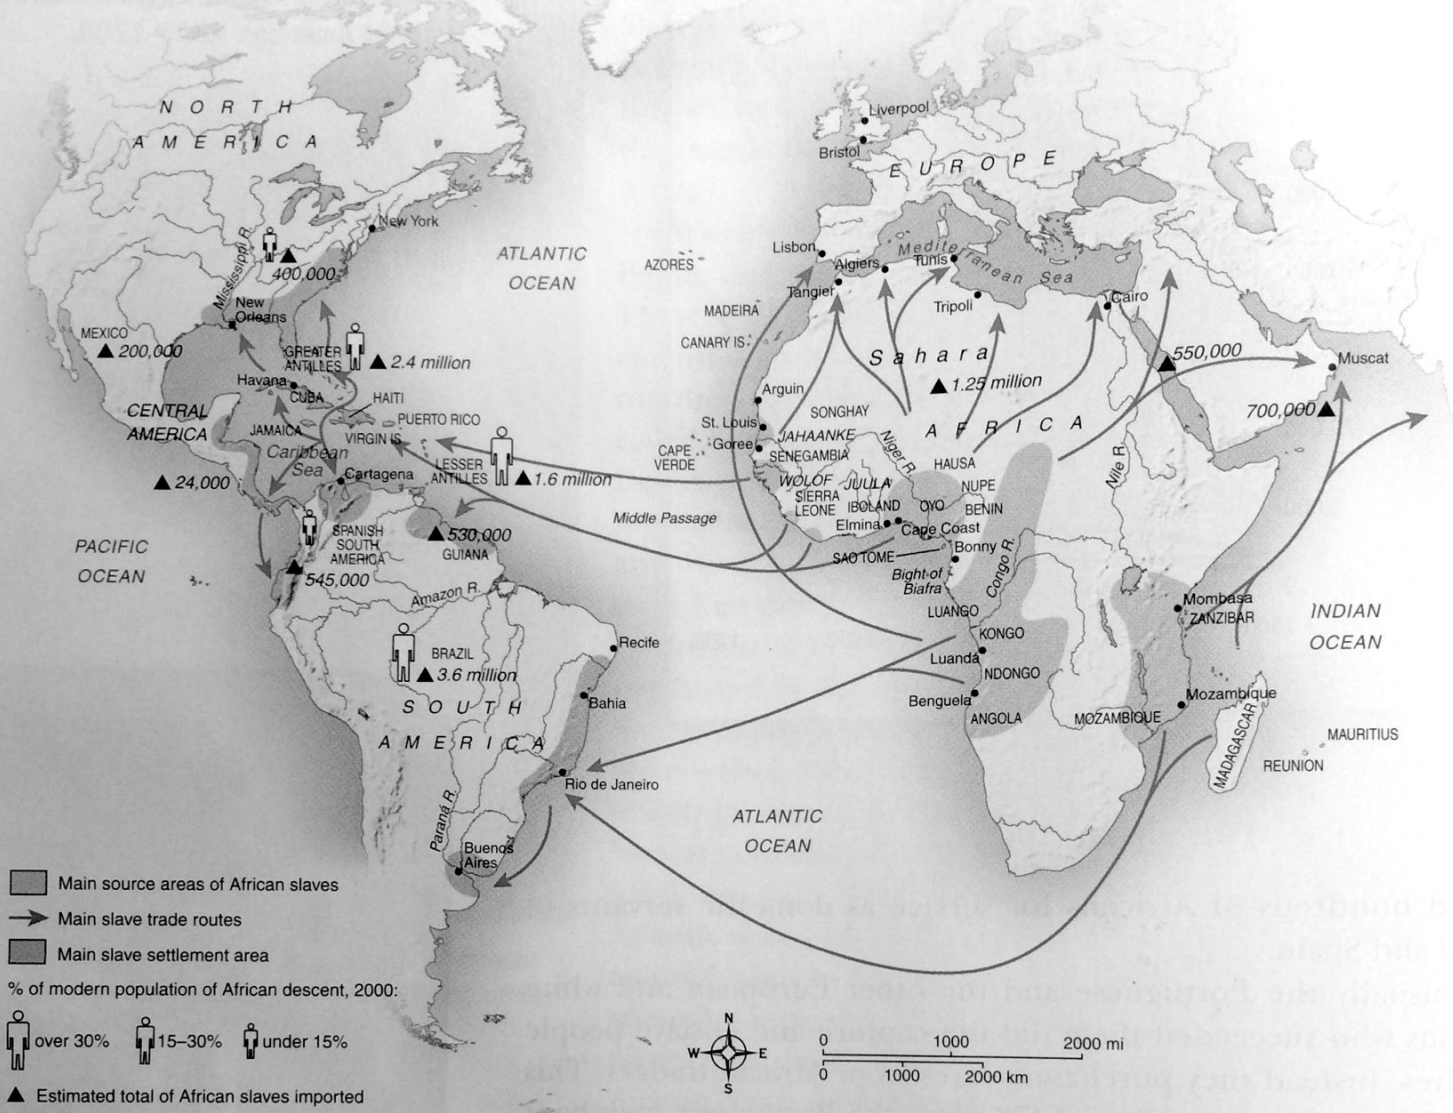 NORTH
AMERICA
Mississippi R.
New York
400,000
New
Orleans
MEXICO
200,000
GREATER
ANTILLES
2.4 million
Havana
CUBA
HAITI
CENTRAL
AMERICA
JAMAICA
PUERTO RICO
VIRGIN IS.
Caribbean
Sea
LESSER
ANTILLES
1.6 million
Cartagena
24,000
SPANISH
SOUTH
AMERICA
530,000
GUIANA
545,000
PACIFIC
OCEAN
Amazon R.
BRAZIL
3.6 million
Recife
Bahia
SOUTH
AMERICA
Rio de Janeiro
Paraná R.
Buenos
Aires
ATLANTIC
OCEAN
AZORES
MADEIRA
CANARY IS.
CAPE
VERDE
Middle Passage
Liverpool
Bristol
EUROPE
Lisbon
Algiers
Tunis
Mediterranean Sea
Tangier
Tripoli
Cairo
Sahara
1.25 million
AFRICA
550,000
Muscat
700,000
Arguin
St. Louis
Goree
SONGHAY
JAHAANKE
SENEGAMBIA
Niger R.
HAUSA
Nile R.
WOLOF
JUULA
SIERRA
LEONE
IBOLAND
OYO
NUPE
BENIN
Elmina
Cape Coast
SAO TOME
Bonny
Bight of
Biafra
Congo R.
LUANGO
KONGO
Luanda
NDONGO
Benguela
ANGOLA
Mombasa
ZANZIBAR
Mozambique
MOZAMBIQUE
MADAGASCAR
MAURITIUS
REUNION
INDIAN
OCEAN
ATLANTIC
OCEAN
Main source areas of African slaves
Main slave trade routes
Main slave settlement area
% of modern population of African descent, 2000:
over 30% 15–30% under 15%
Estimated total of African slaves imported
N
W E
S
0 1000 2000 mi
0 1000 2000 km